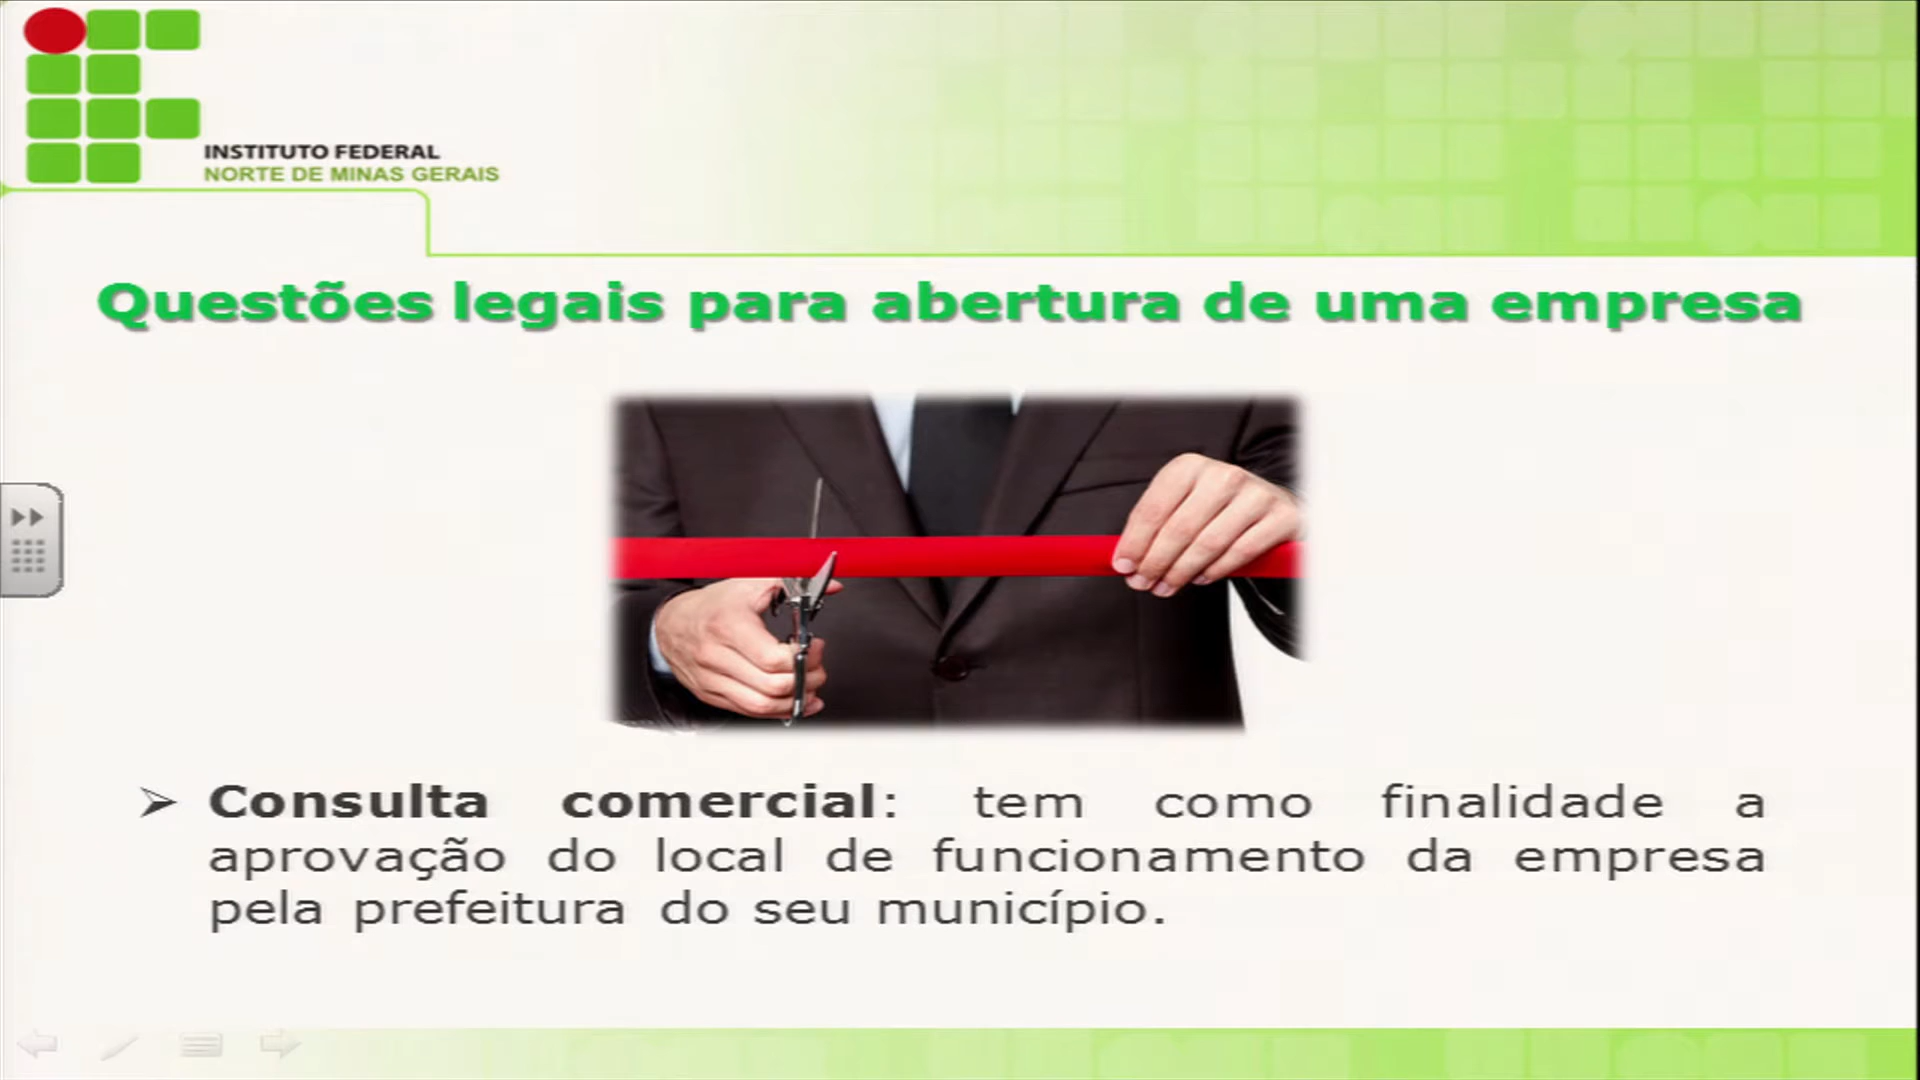 INSTITUTO FEDERAL
NORTE DE MINAS GERAIS
Questões legais para abertura de uma empresa
Consulta comercial: tem como finalidade a
aprovação do local de funcionamento da empresa
pela prefeitura do seu município.